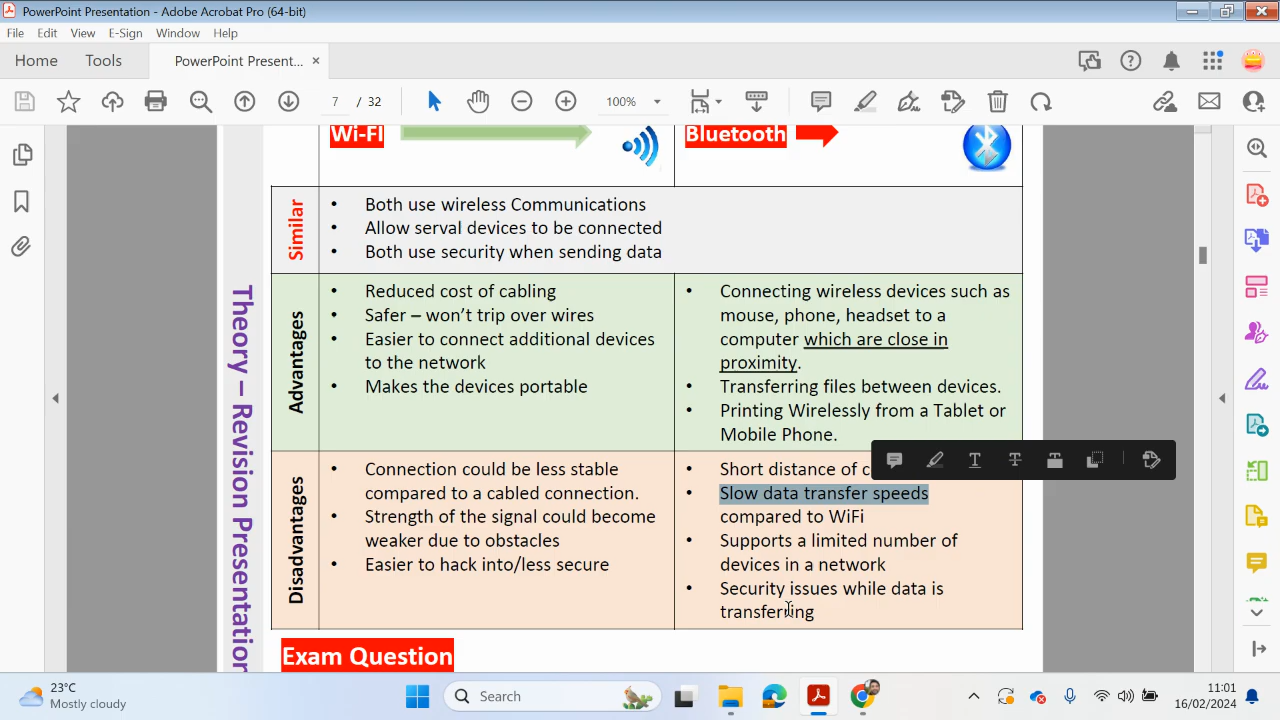 PowerPoint Presentation - Adobe Acrobat Pro (64-bit)
File Edit View E-Sign Window Help
Home Tools PowerPoint Present... ×
7 / 32 100%
Wi-FI Bluetooth
Theory – Revision Presentation
Similar
• Both use wireless Communications
• Allow serval devices to be connected
• Both use security when sending data
Advantages
• Reduced cost of cabling
• Safer – won't trip over wires
• Easier to connect additional devices
to the network
• Makes the devices portable
• Connecting wireless devices such as
mouse, phone, headset to a
computer which are close in
proximity.
• Transferring files between devices.
• Printing Wirelessly from a Tablet or
Mobile Phone.
Disadvantages
• Connection could be less stable
compared to a cabled connection.
• Strength of the signal could become
weaker due to obstacles
• Easier to hack into/less secure
• Short distance of
• Slow data transfer speeds
compared to WiFi
• Supports a limited number of
devices in a network
• Security issues while data is
transferring
Exam Question
23°C
Mostly cloudy
Search
11:01
16/02/2024